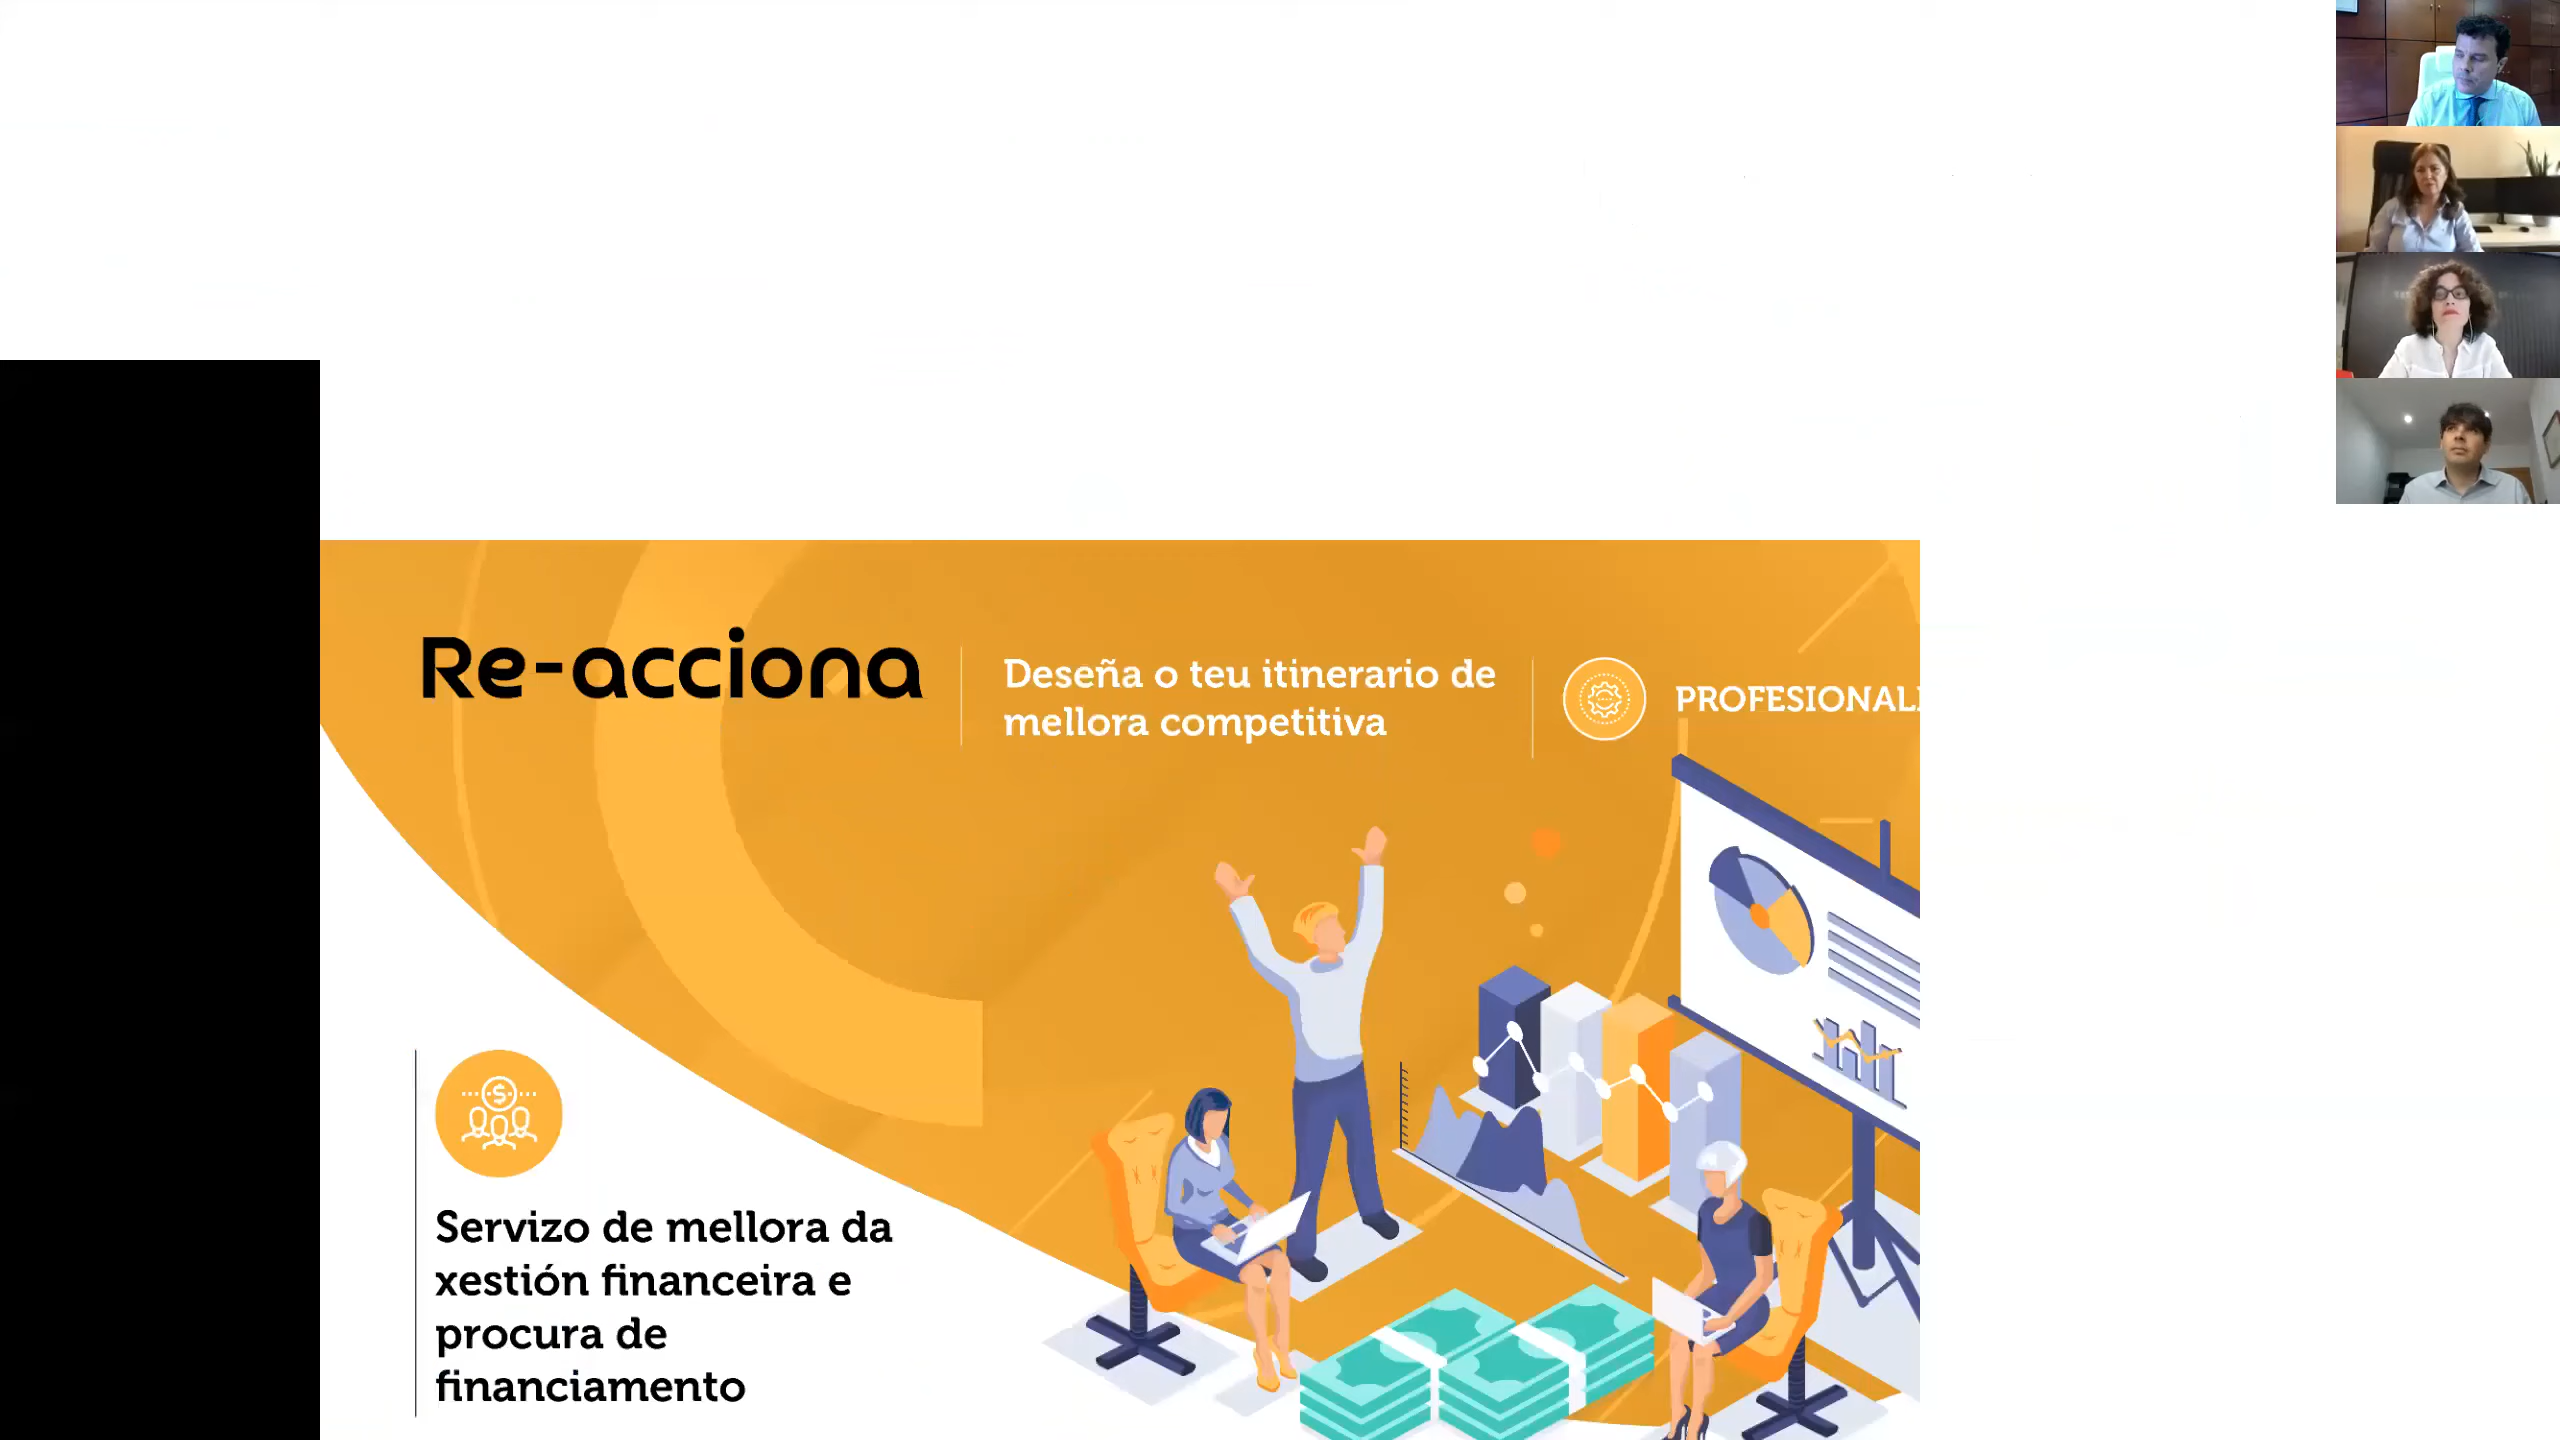 Re-acciona
Deseña o teu itinerario de
mellora competitiva
Servizo de mellora da
xestión financeira e
procura de
financiamento